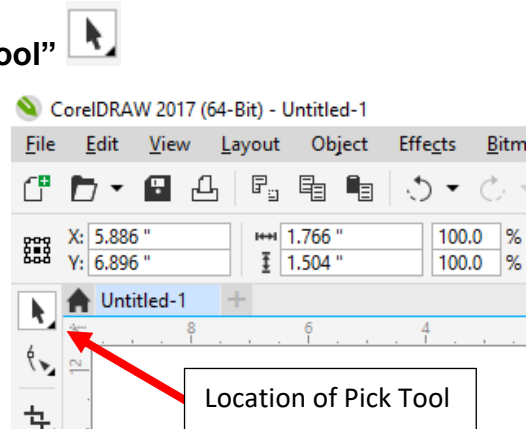 ool”
CorelDRAW 2017 (64-Bit) - Untitled-1
File Edit View Layout Object Effects Bitm
X: 5.886 " 1.766 " 100.0 %
Y: 6.896 " 1.504 " 100.0 %
Untitled-1
8 6 4
12
Location of Pick Tool